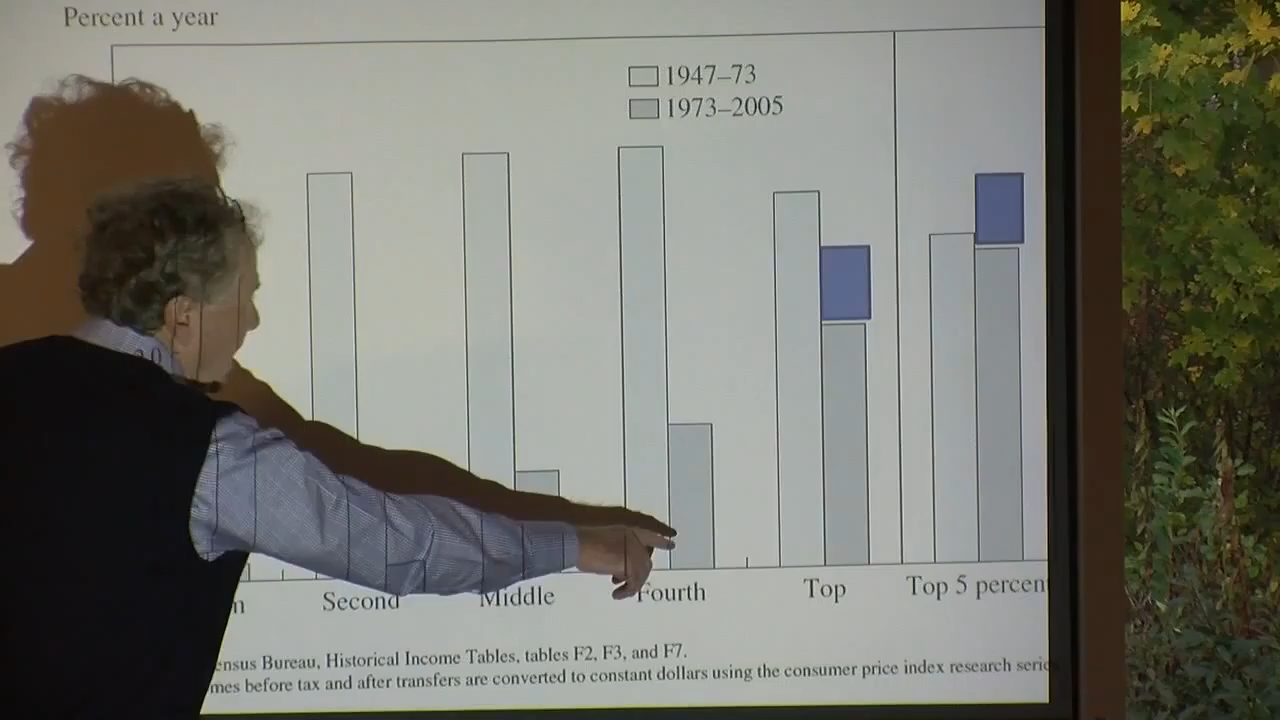 Percent a year
1947–73
1973–2005
3.0
n Second Middle Fourth Top Top 5 percen
ensus Bureau, Historical Income Tables, tables F2, F3, and F7.
mes before tax and after transfers are converted to constant dollars using the consumer price index research serie